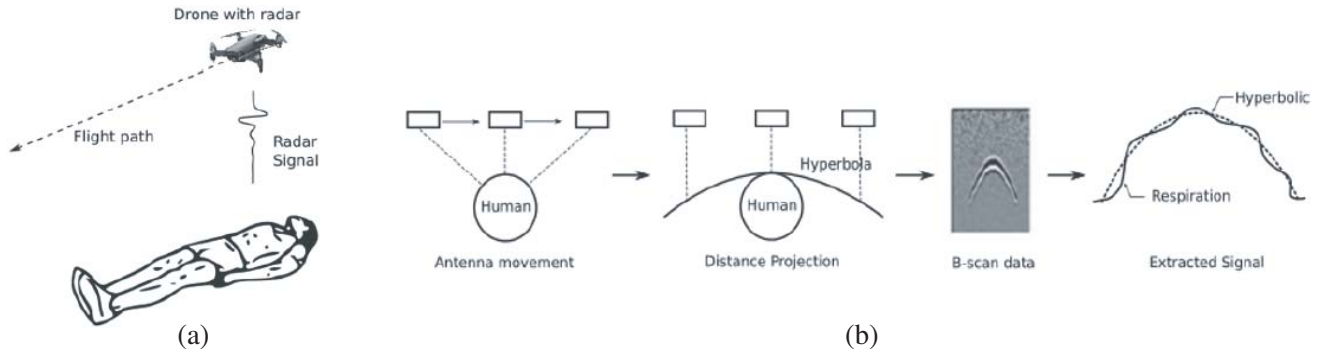 Drone with radar
Flight path
Radar
Signal
(a)
Human
Antenna movement
Hyperbola
Human
Distance Projection
B-scan data
Hyperbolic
Respiration
Extracted Signal
(b)